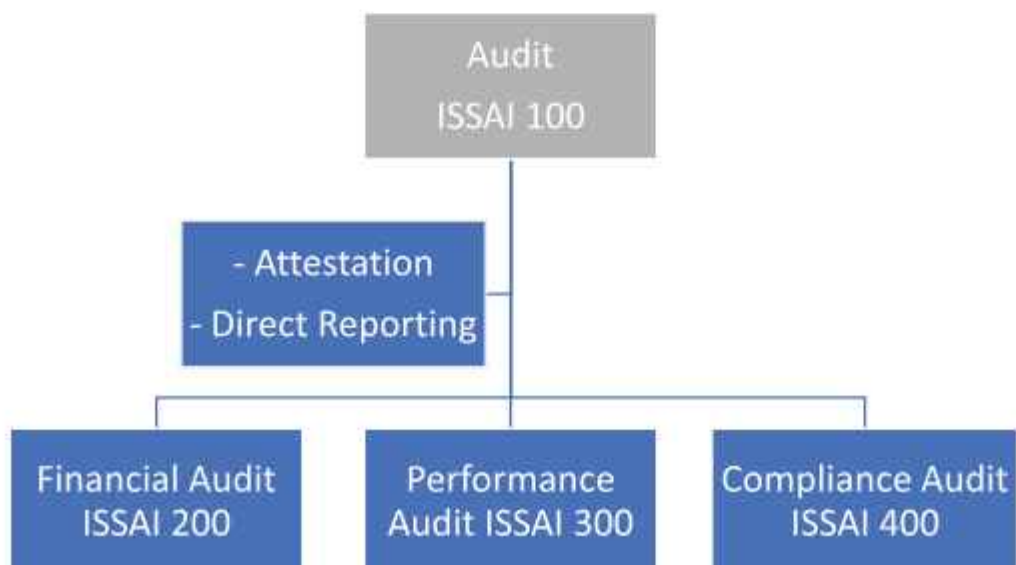 Audit
ISSAI 100
- Attestation
- Direct Reporting
Financial Audit
ISSAI 200
Performance
Audit ISSAI 300
Compliance Audit
ISSAI 400